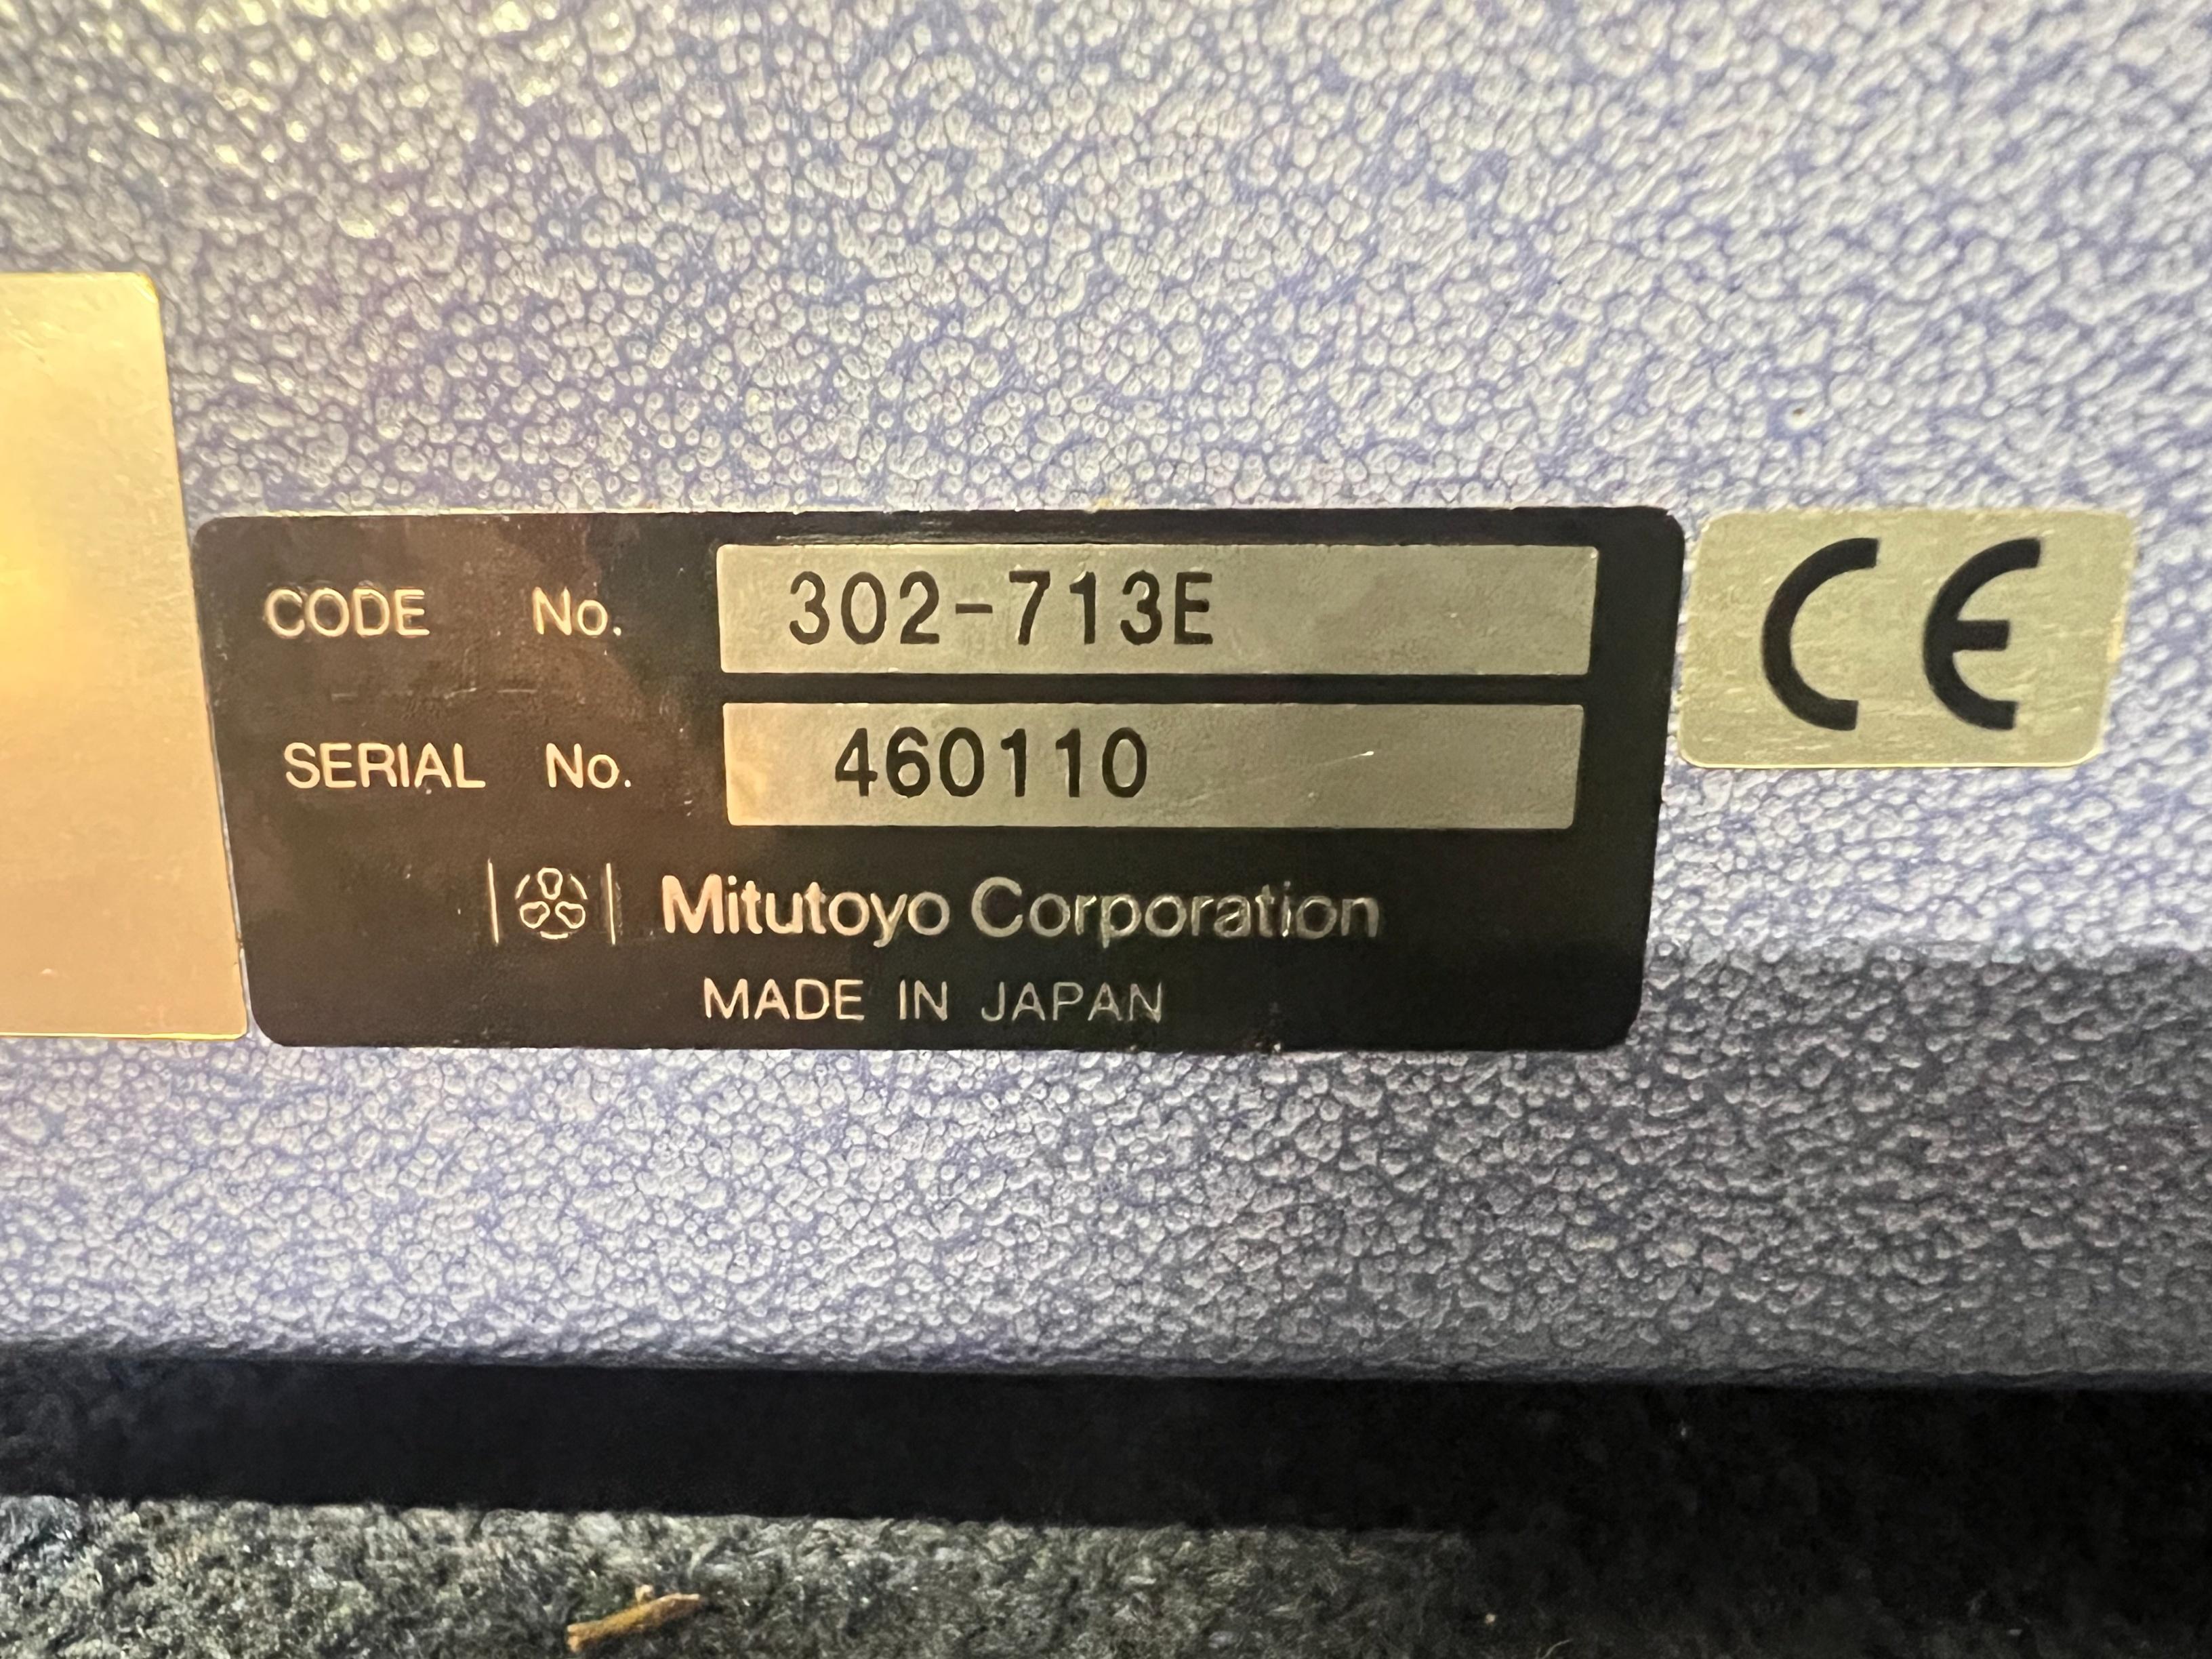 CODE No. 302-713E
CE
SERIAL No. 460110
Mitutoyo Corporation
MADE IN JAPAN